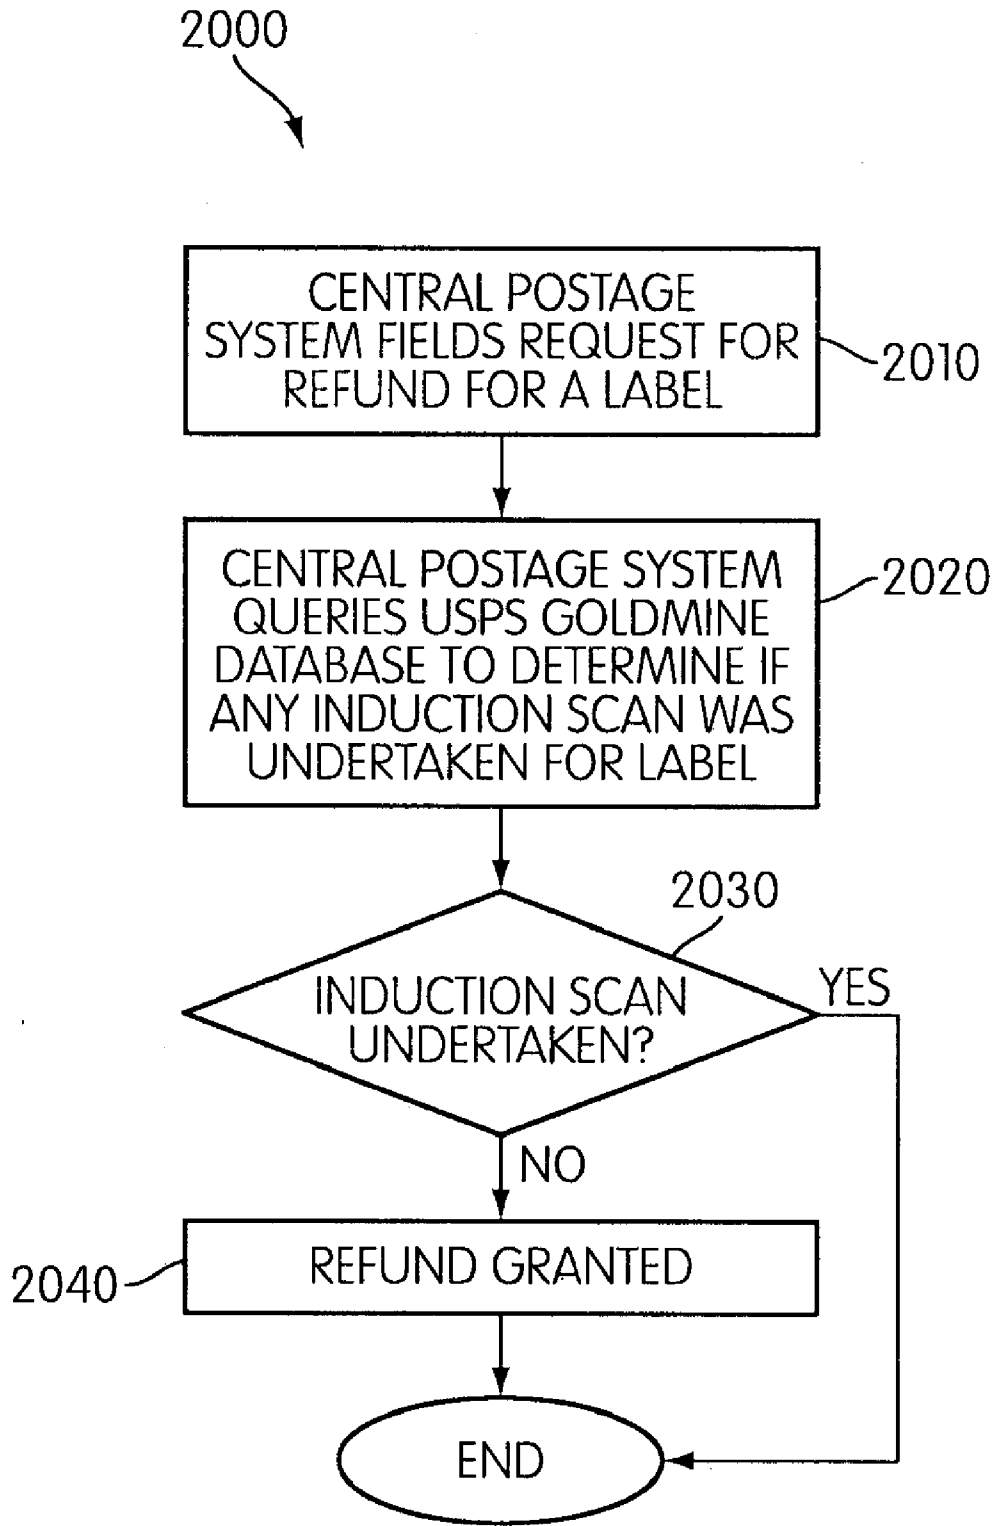 2000
CENTRAL POSTAGE
SYSTEM FIELDS REQUEST FOR
REFUND FOR A LABEL
2010
CENTRAL POSTAGE SYSTEM
QUERIES USPS GOLDMINE
DATABASE TO DETERMINE IF
ANY INDUCTION SCAN WAS
UNDERTAKEN FOR LABEL
2020
2030
INDUCTION SCAN
UNDERTAKEN?
YES
NO
REFUND GRANTED
2040
END